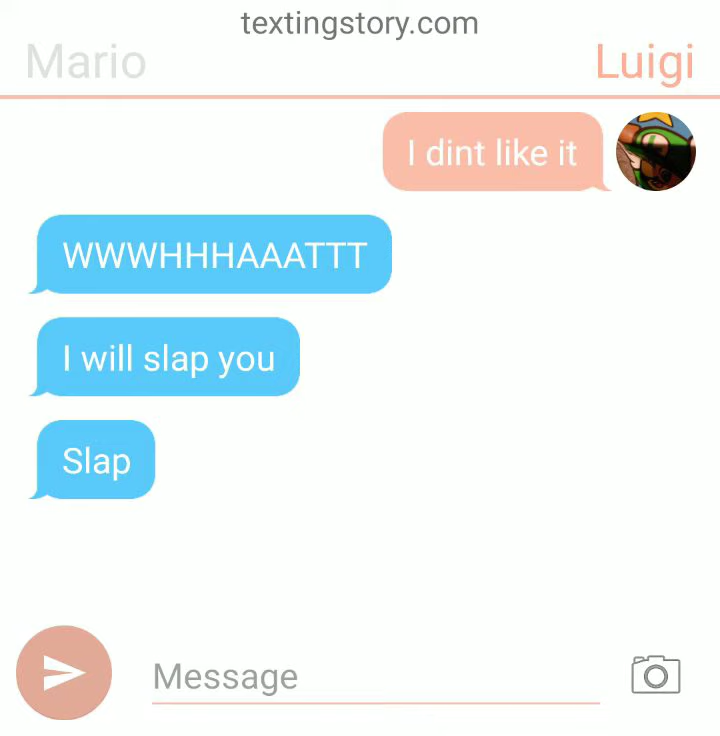 textingstory.com
Mario
Luigi
I dint like it
WWWHHHAAATTT
I will slap you
Slap
Message